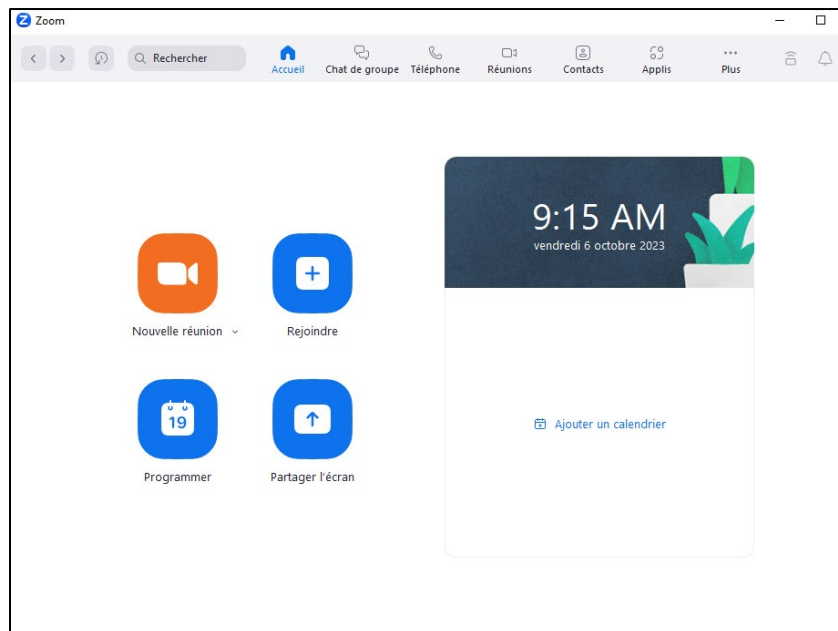 Zoom
Rechercher
Accueil
Chat de groupe
Téléphone
Réunions
Contacts
Applis
Plus
9:15 AM
vendredi 6 octobre 2023
Nouvelle réunion
Rejoindre
19
Programmer
Partager l'écran
Ajouter un calendrier